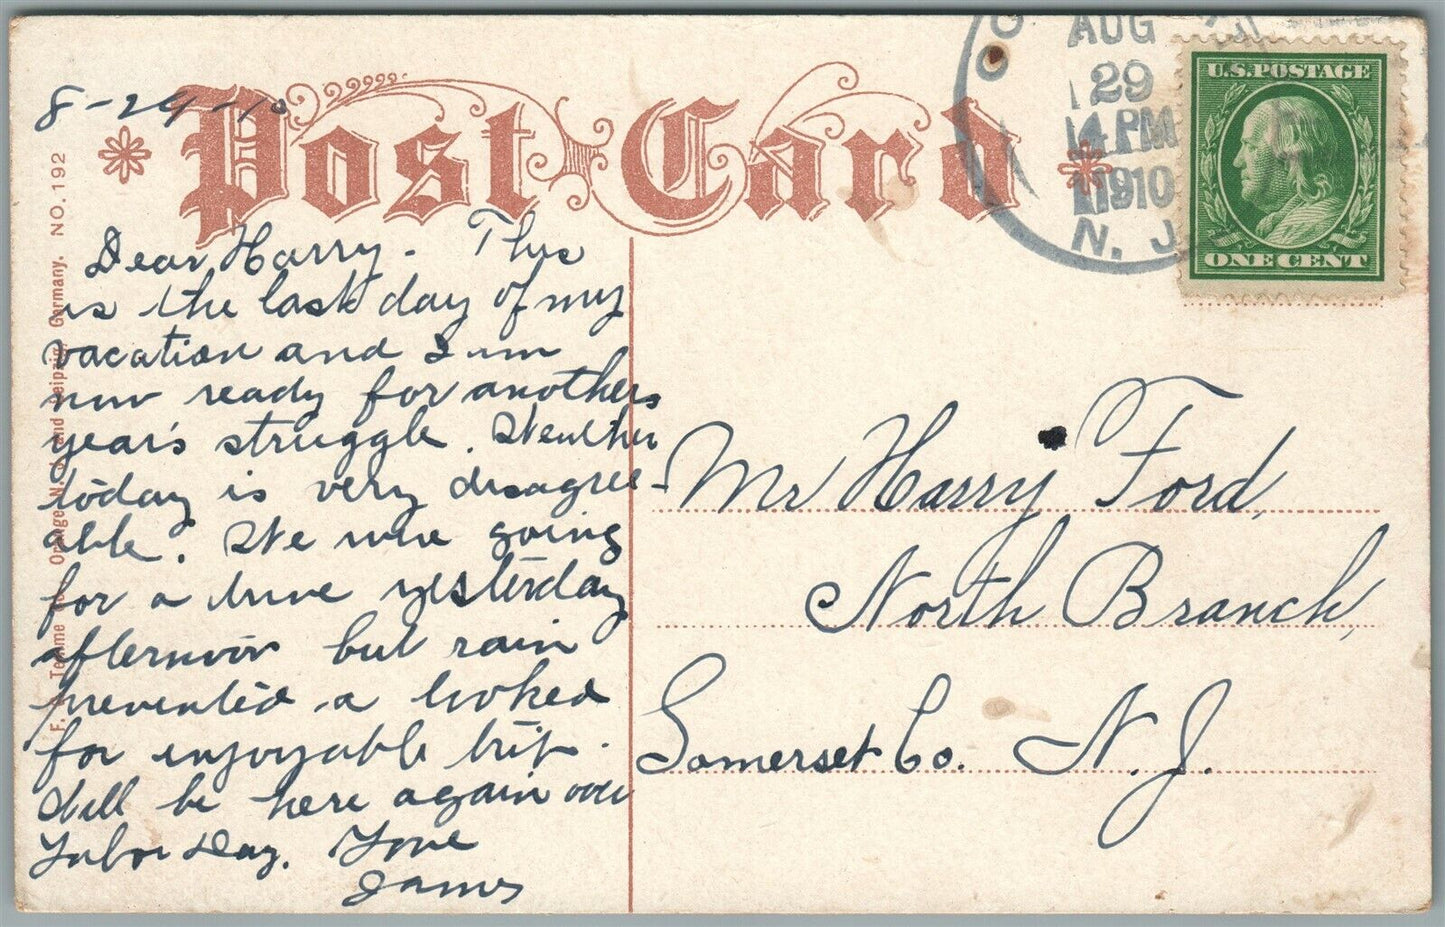 8-29-10
Post Card
AUG
29
4 PM
1910
N. J.
U.S. POSTAGE
ONE CENT
NO. 192
F. Temme Co. Orange N. J. and Leipzig, Germany.
Dear Harry - This
is the last day of my
vacation and I am
now ready for another
year's struggle. Weather
today is very disagree-
able. We were going
for a drive yesterday
afternoon but rain
prevented a looked
for enjoyable trip.
Will be here again over
Labor Day. Yours
James
Mr Harry Ford,
North Branch,
Somerset Co. N. J.